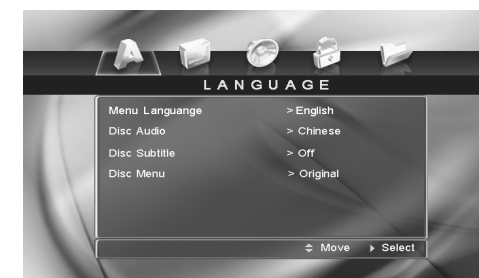 LANGUAGE
Menu Languange > English
Disc Audio > Chinese
Disc Subtitle > Off
Disc Menu > Original
Move Select